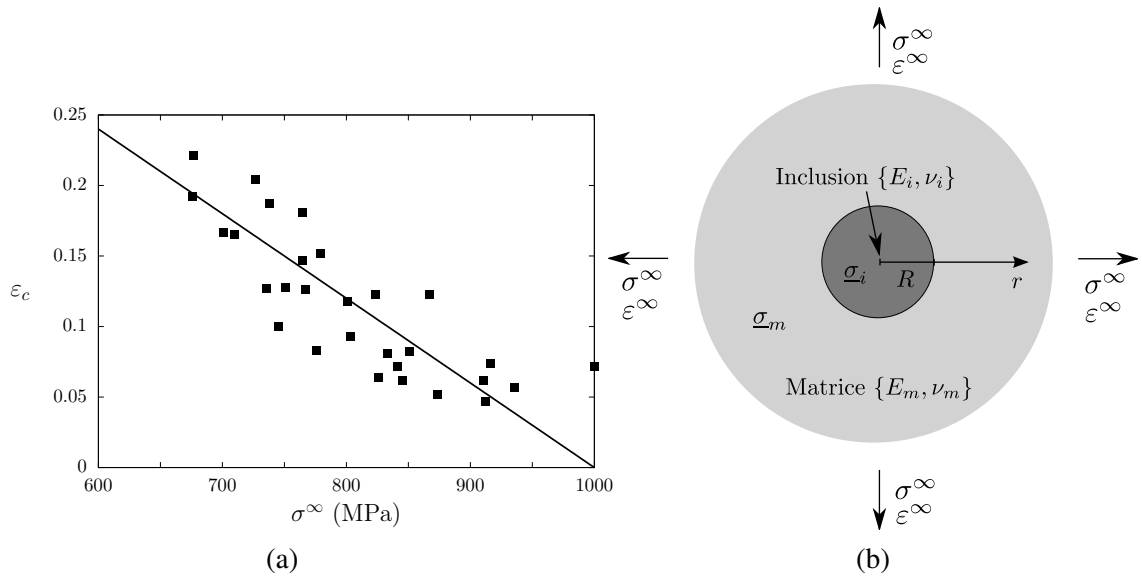 0.25
0.2
0.15
0.1
0.05
0
ε_c
600 700 800 900 1000
σ^∞ (MPa)
(a)
σ^∞
ε^∞
Inclusion {E_i, ν_i}
σ^∞
ε^∞
σ_i
R
r
σ^∞
ε^∞
σ_m
Matrice {E_m, ν_m}
σ^∞
ε^∞
(b)